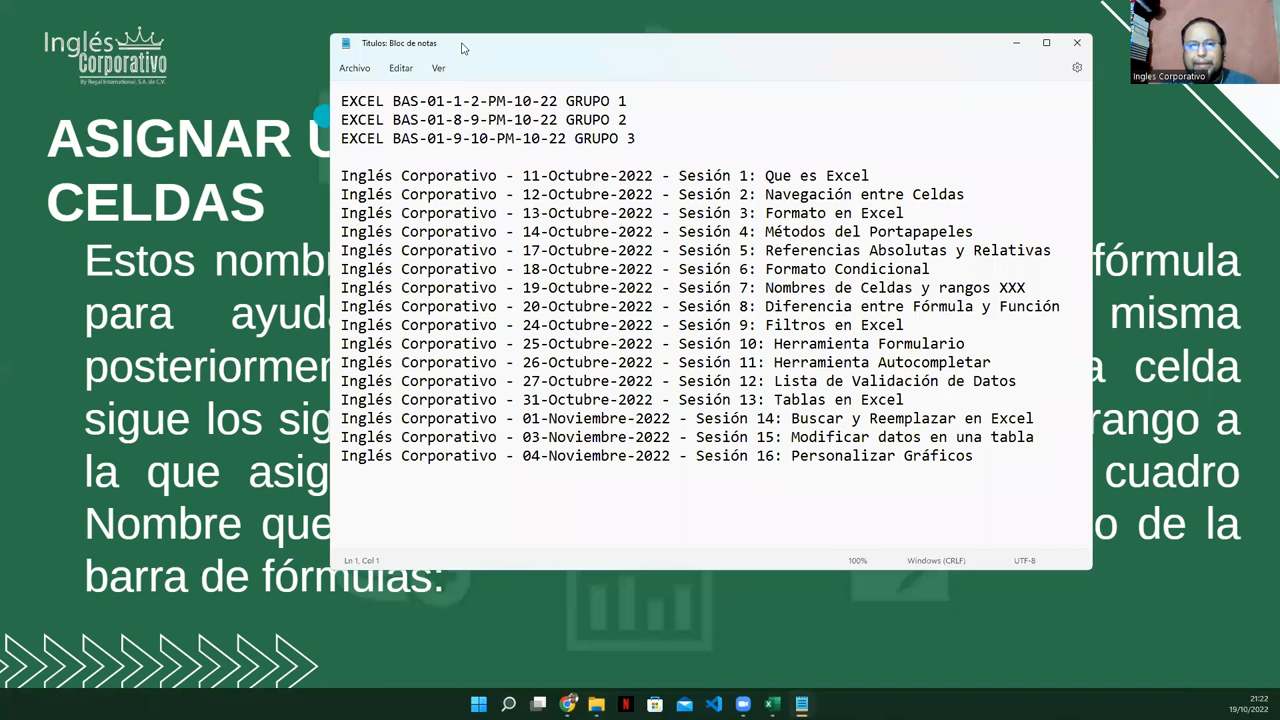 Inglés
Corporativo
By Regal International, S.A. de C.V.
ASIGNAR
CELDAS
Estos fórmula
para misma
celda
sigue los rango a
la que cuadro
Nombre que de la
barra de fórmulas:
Titulos: Bloc de notas
Archivo Editar Ver
EXCEL BAS-01-1-2-PM-10-22 GRUPO 1
EXCEL BAS-01-8-9-PM-10-22 GRUPO 2
EXCEL BAS-01-9-10-PM-10-22 GRUPO 3
Inglés Corporativo - 11-Octubre-2022 - Sesión 1: Que es Excel
Inglés Corporativo - 12-Octubre-2022 - Sesión 2: Navegación entre Celdas
Inglés Corporativo - 13-Octubre-2022 - Sesión 3: Formato en Excel
Inglés Corporativo - 14-Octubre-2022 - Sesión 4: Métodos del Portapapeles
Inglés Corporativo - 17-Octubre-2022 - Sesión 5: Referencias Absolutas y Relativas
Inglés Corporativo - 18-Octubre-2022 - Sesión 6: Formato Condicional
Inglés Corporativo - 19-Octubre-2022 - Sesión 7: Nombres de Celdas y rangos XXX
Inglés Corporativo - 20-Octubre-2022 - Sesión 8: Diferencia entre Fórmula y Función
Inglés Corporativo - 24-Octubre-2022 - Sesión 9: Filtros en Excel
Inglés Corporativo - 25-Octubre-2022 - Sesión 10: Herramienta Formulario
Inglés Corporativo - 26-Octubre-2022 - Sesión 11: Herramienta Autocompletar
Inglés Corporativo - 27-Octubre-2022 - Sesión 12: Lista de Validación de Datos
Inglés Corporativo - 31-Octubre-2022 - Sesión 13: Tablas en Excel
Inglés Corporativo - 01-Noviembre-2022 - Sesión 14: Buscar y Reemplazar en Excel
Inglés Corporativo - 03-Noviembre-2022 - Sesión 15: Modificar datos en una tabla
Inglés Corporativo - 04-Noviembre-2022 - Sesión 16: Personalizar Gráficos
Ln 1, Col 1 100% Windows (CRLF) UTF-8
Ingles Corporativo
21:22
19/10/2022